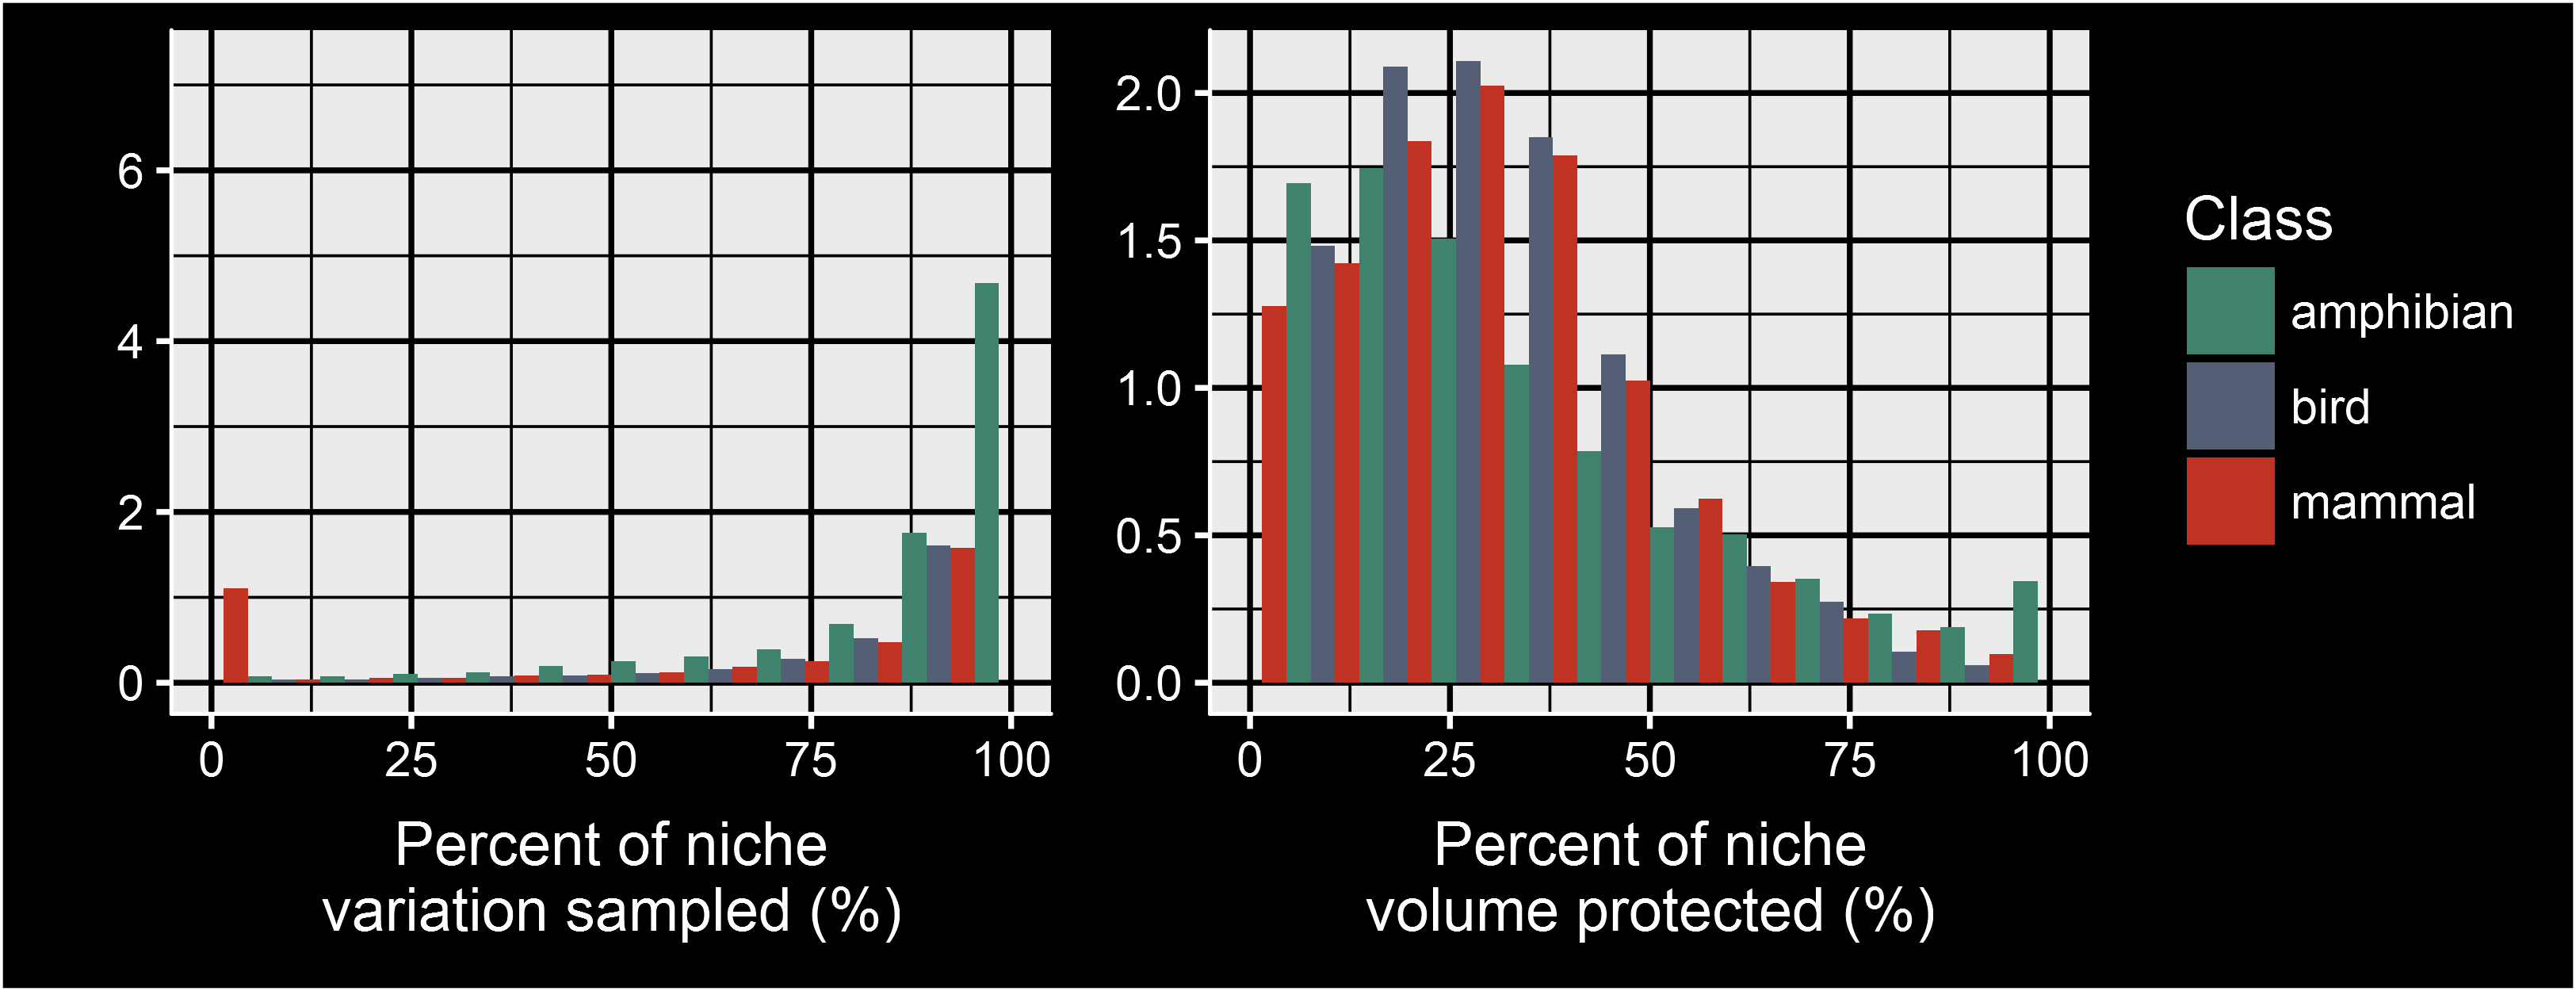 6
4
2
0
0 25 50 75 100
Percent of niche
variation sampled (%)
2.0
1.5
1.0
0.5
0.0
0 25 50 75 100
Percent of niche
volume protected (%)
Class
amphibian
bird
mammal